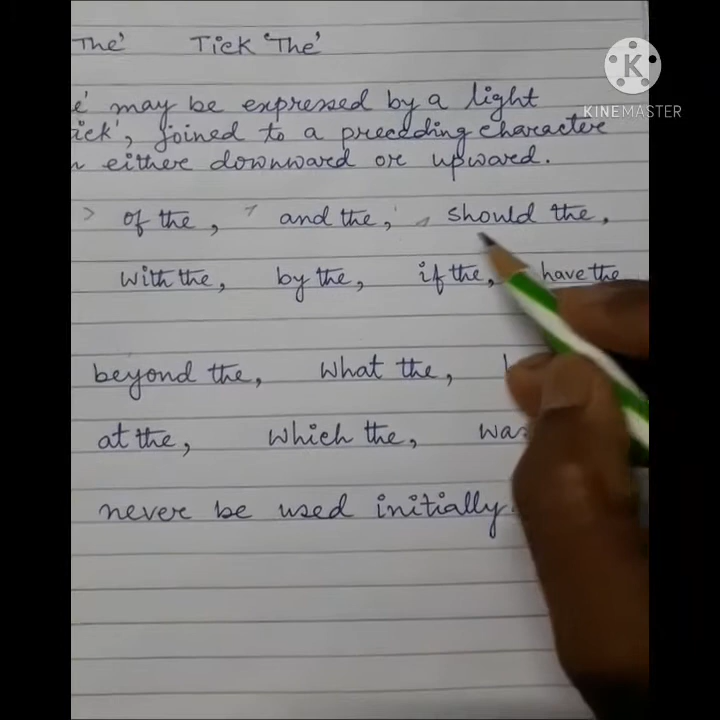 The' Tick 'The'
e' may be expressed by a light
ick', joined to a preceding character
n either downward or upward.
of the, and the, should the,
with the, by the, if the, have the
beyond the, what the,
at the, which the, was
never be used initially.
K
KINEMASTER